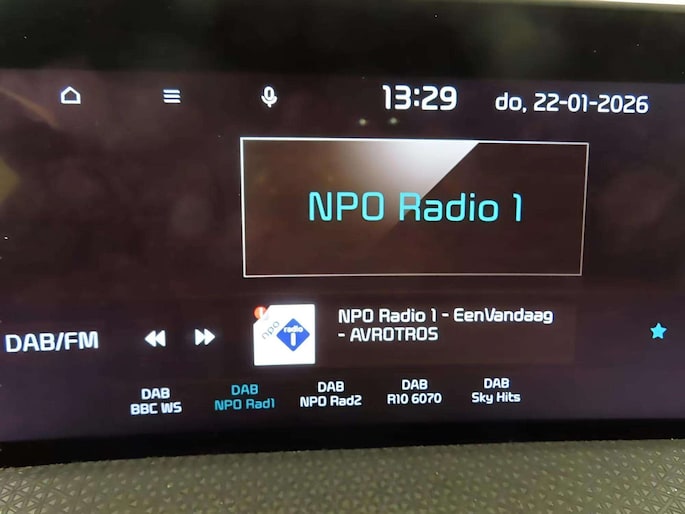 13:29 do, 22-01-2026
NPO Radio 1
npo radio 1
NPO Radio 1 - EenVandaag
- AVROTROS
DAB/FM
DAB DAB DAB DAB DAB
BBC WS NPO Rad1 NPO Rad2 R10 6070 Sky Hits